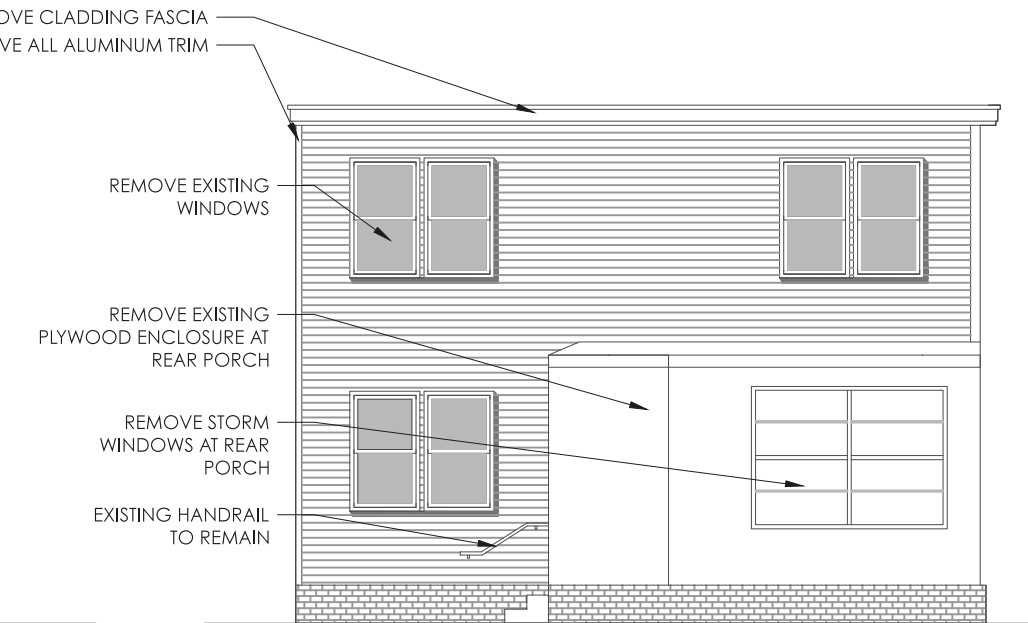 OVE CLADDING FASCIA
VE ALL ALUMINUM TRIM
REMOVE EXISTING
WINDOWS
REMOVE EXISTING
PLYWOOD ENCLOSURE AT
REAR PORCH
REMOVE STORM
WINDOWS AT REAR
PORCH
EXISTING HANDRAIL
TO REMAIN